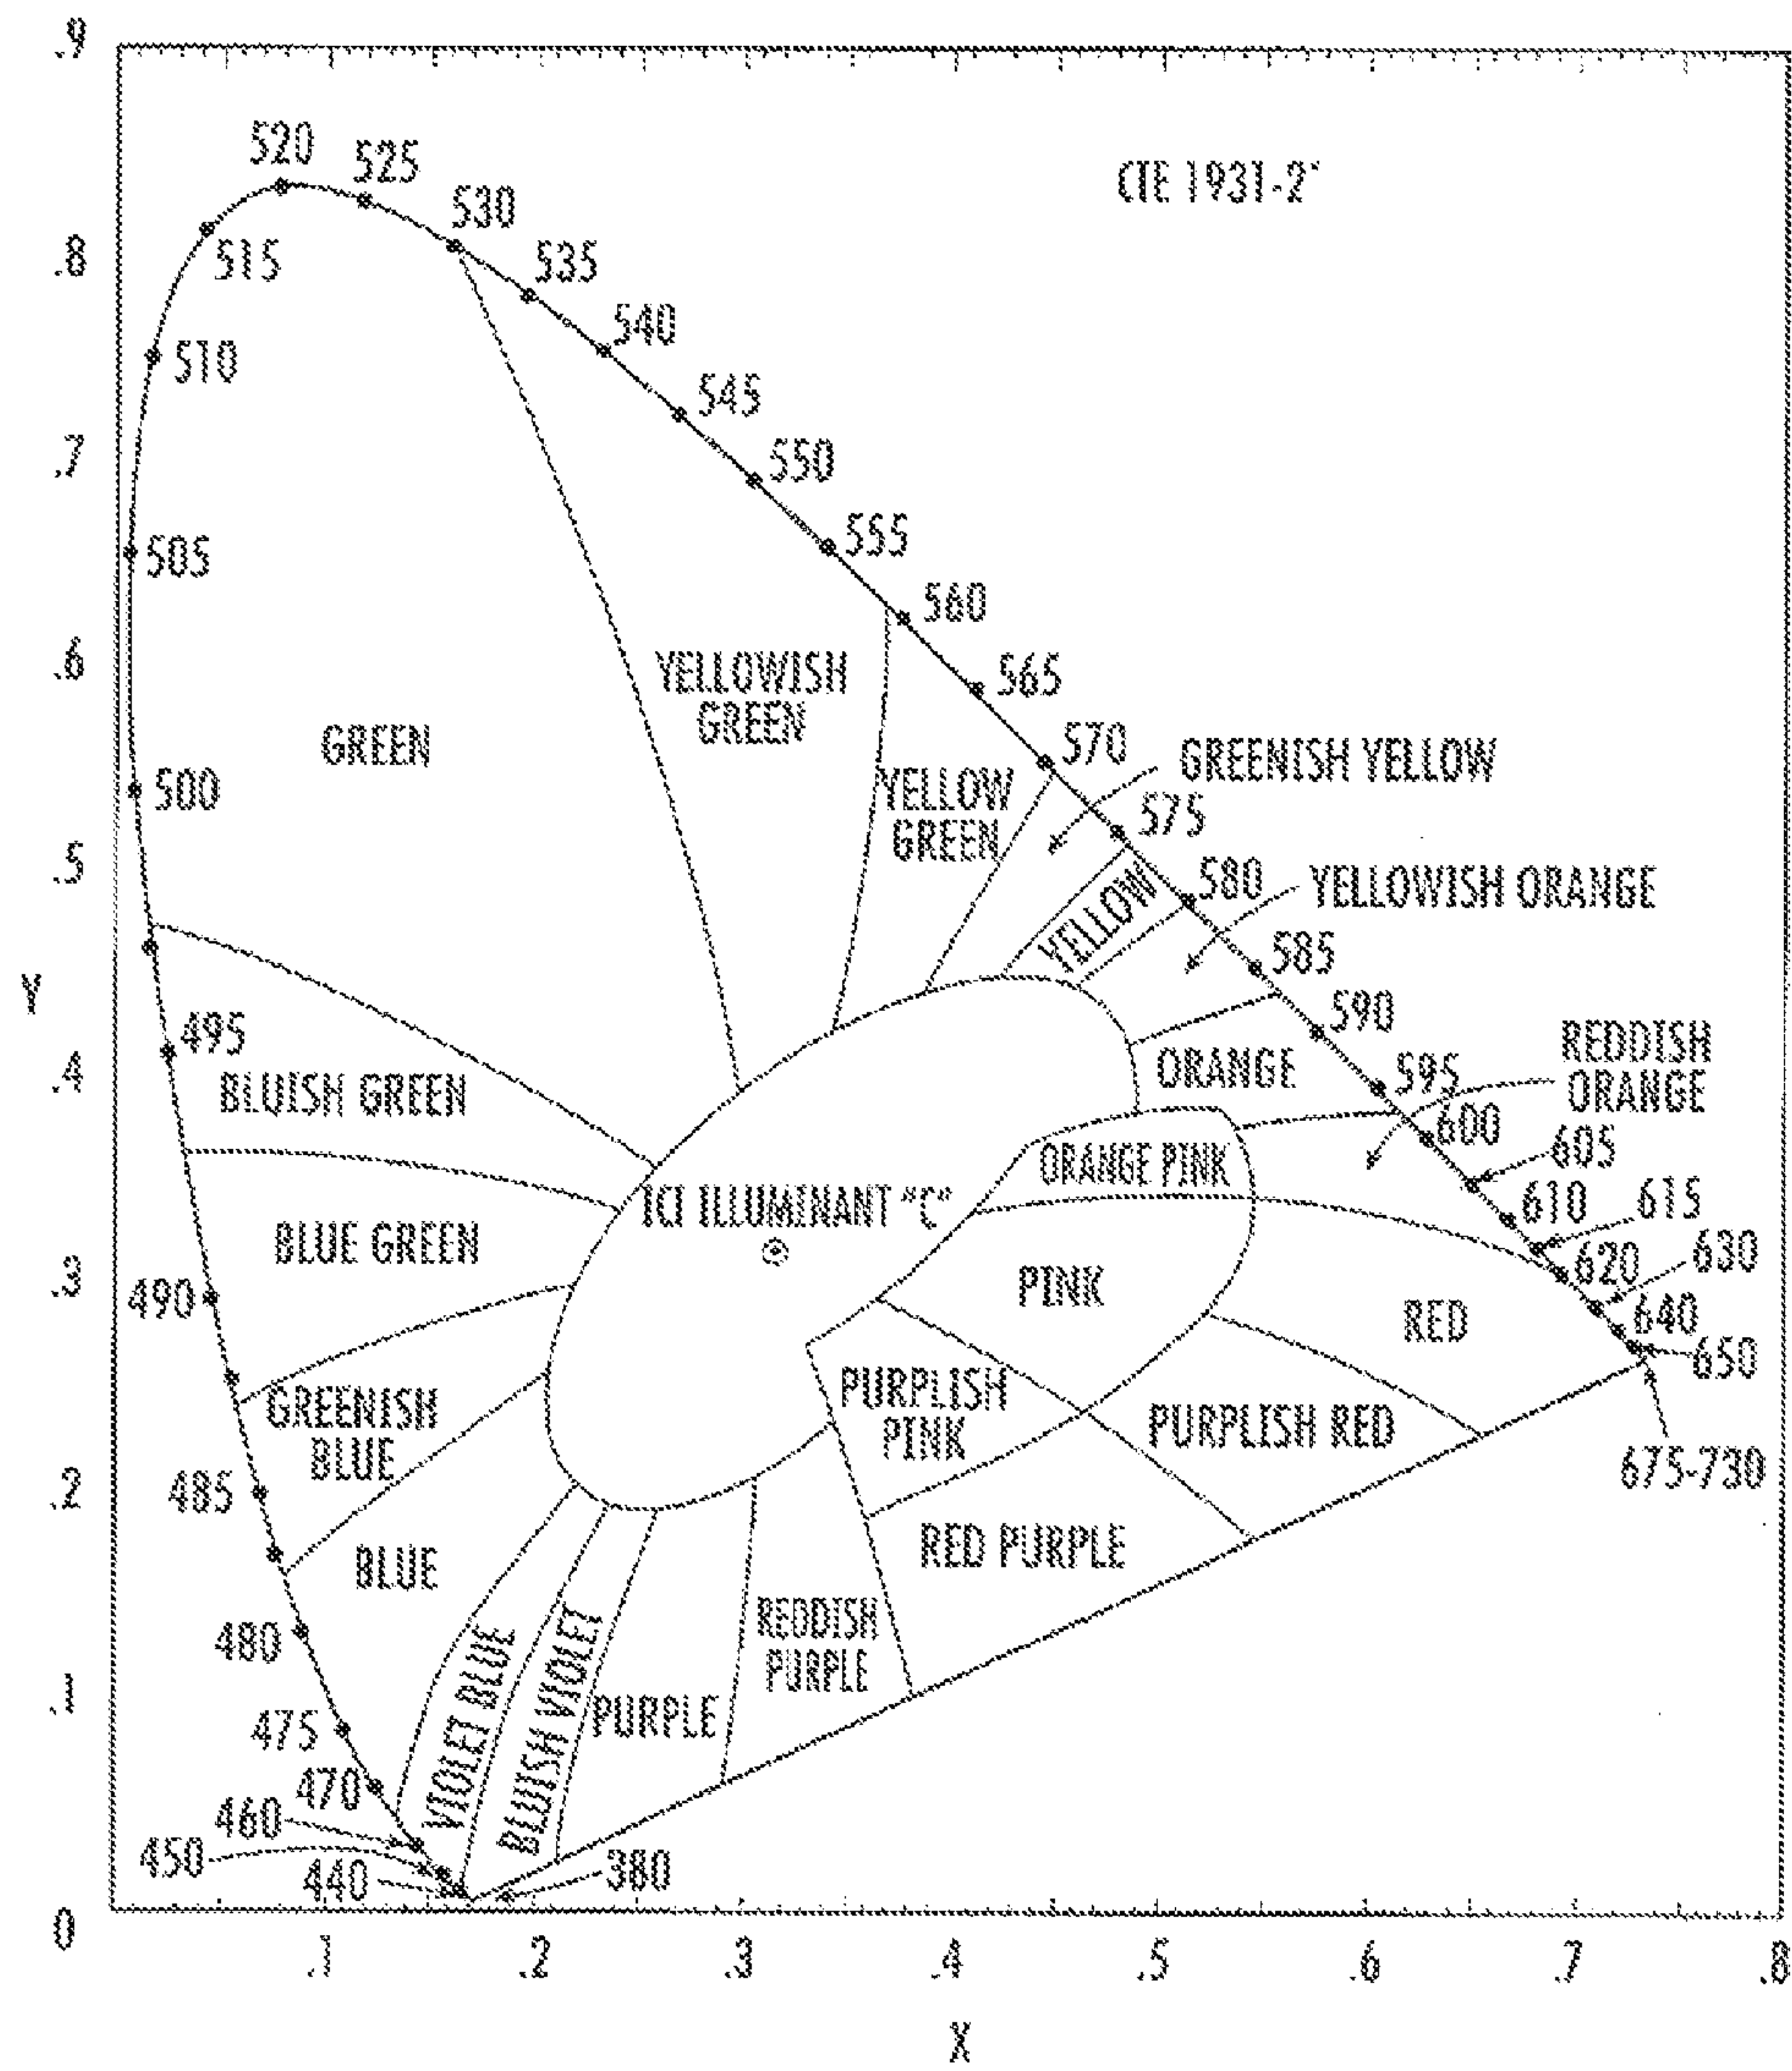 .9
CTE 1931-2°
520
525
530
535
.8
515
540
510
545
.7
550
555
505
560
.6
YELLOWISH
GREEN
565
GREEN
570
GREENISH YELLOW
500
YELLOW
GREEN
575
.5
580
YELLOWISH ORANGE
YELLOW
585
Y
590
495
REDDISH
ORANGE
.4
BLUISH GREEN
ORANGE
595
600
605
ORANGE PINK
ICI ILLUMINANT "C"
610
615
BLUE GREEN
620
630
.3
490
PINK
RED
640
650
GREENISH
BLUE
PURPLISH
PINK
PURPLISH RED
675-730
.2
485
BLUE
RED PURPLE
480
REDDISH
PURPLE
.1
475
VIOLET BLUE
BLUISH VIOLET
PURPLE
470
460
450
440
380
0
.1
.2
.3
.4
.5
.6
.7
.8
X